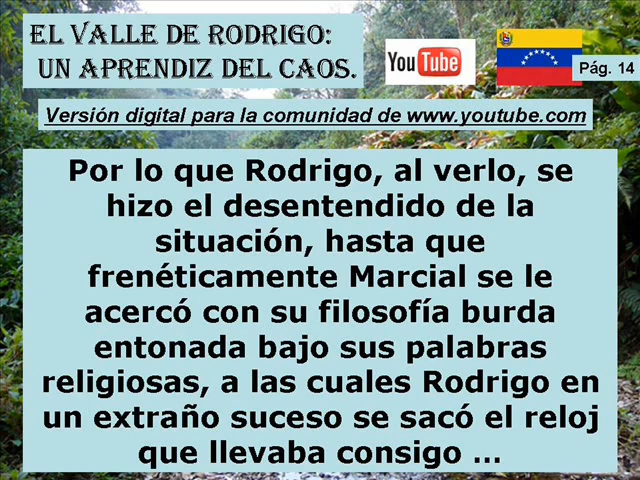 EL VALLE DE RODRIGO:
UN APRENDIZ DEL CAOS.
YouTube
Pág. 14
Versión digital para la comunidad de www.youtube.com
Por lo que Rodrigo, al verlo, se
hizo el desentendido de la
situación, hasta que
frenéticamente Marcial se le
acercó con su filosofía burda
entonada bajo sus palabras
religiosas, a las cuales Rodrigo en
un extraño suceso se sacó el reloj
que llevaba consigo ...